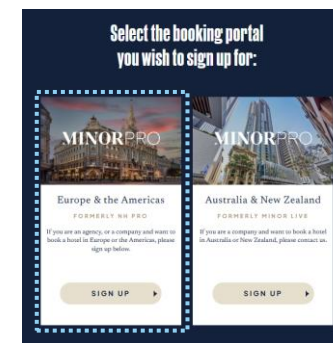 Select the booking portal
you wish to sign up for:
MINORPRO
Europe & the Americas
FORMERLY NH PRO
If you are an agency, or a company and want to
book a hotel in Europe or the Americas, please
sign up below.
SIGN UP
MINORPRO
Australia & New Zealand
FORMERLY MINOR LIVE
If you are a company and want to book a hotel
in Australia or New Zealand, please contact us.
SIGN UP